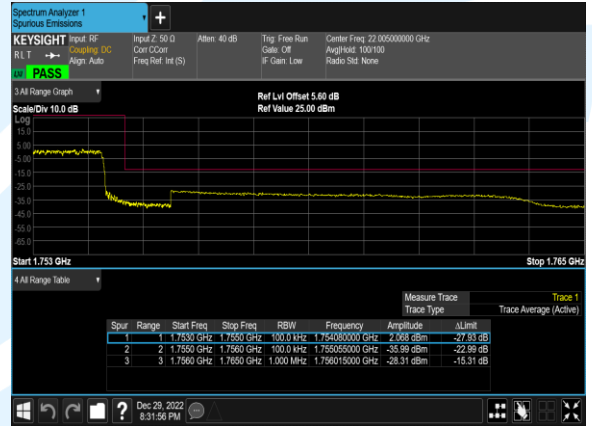 Spectrum Analyzer 1
Spurious Emissions
KEYSIGHT Input: RF Input Z: 50 Ω Atten: 40 dB Trig: Free Run Center Freq: 22.005000000 GHz
RLT Coupling: DC Corr CCorr Gate: Off Avg|Hold: 100/100
Align: Auto Freq Ref: Int (S) IF Gain: Low Radio Std: None
PASS
3 All Range Graph
Ref Lvl Offset 5.60 dB
Scale/Div 10.0 dB Ref Value 25.00 dBm
Log
15.0
5.00
-5.00
-15.0
-25.0
-35.0
-45.0
-55.0
-65.0
Start 1.753 GHz Stop 1.765 GHz
4 All Range Table
Measure Trace Trace 1
Trace Type Trace Average (Active)
Spur Range Start Freq Stop Freq RBW Frequency Amplitude ΔLimit
1 1 1.7530 GHz 1.7550 GHz 100.0 kHz 1.754080000 GHz 2.068 dBm -27.93 dB
2 2 1.7550 GHz 1.7560 GHz 100.0 kHz 1.755055000 GHz -35.99 dBm -22.99 dB
3 3 1.7560 GHz 1.7650 GHz 1.000 MHz 1.756015000 GHz -28.31 dBm -15.31 dB
Dec 29, 2022
8:31:56 PM